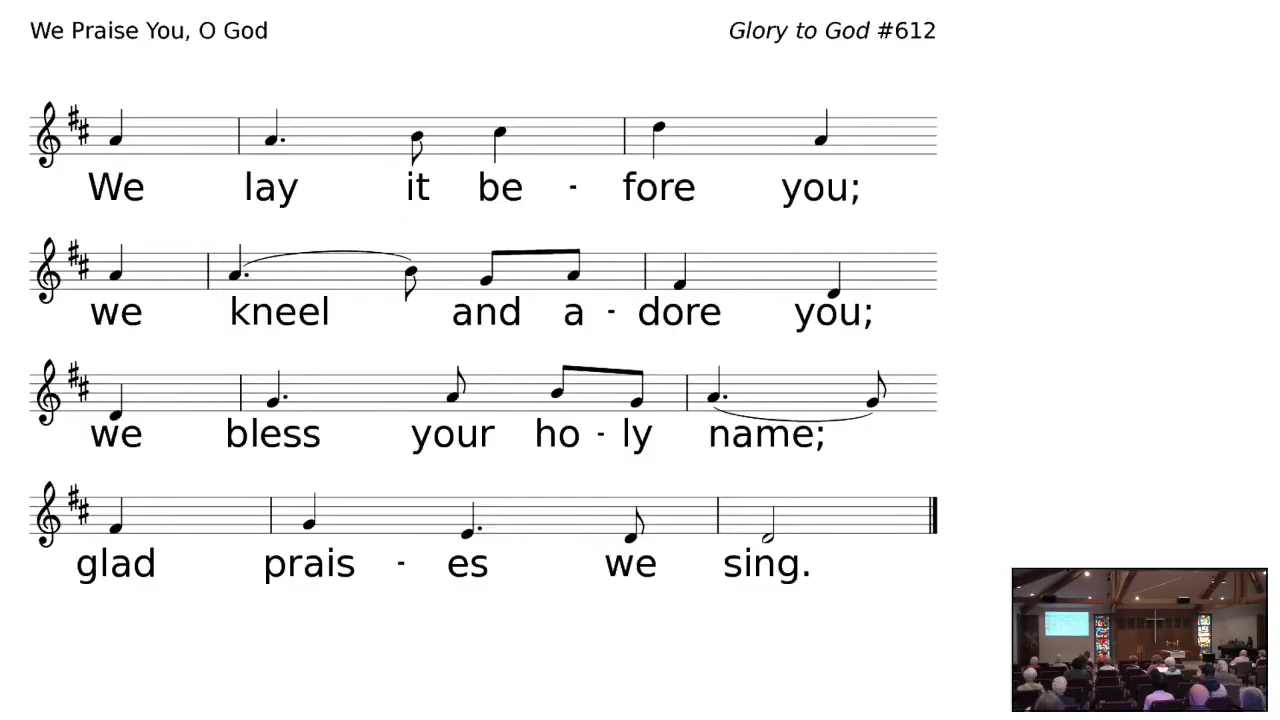 We Praise You, O God
Glory to God #612
We lay it be - fore you;
we kneel and a - dore you;
we bless your ho - ly name;
glad prais - es we sing.